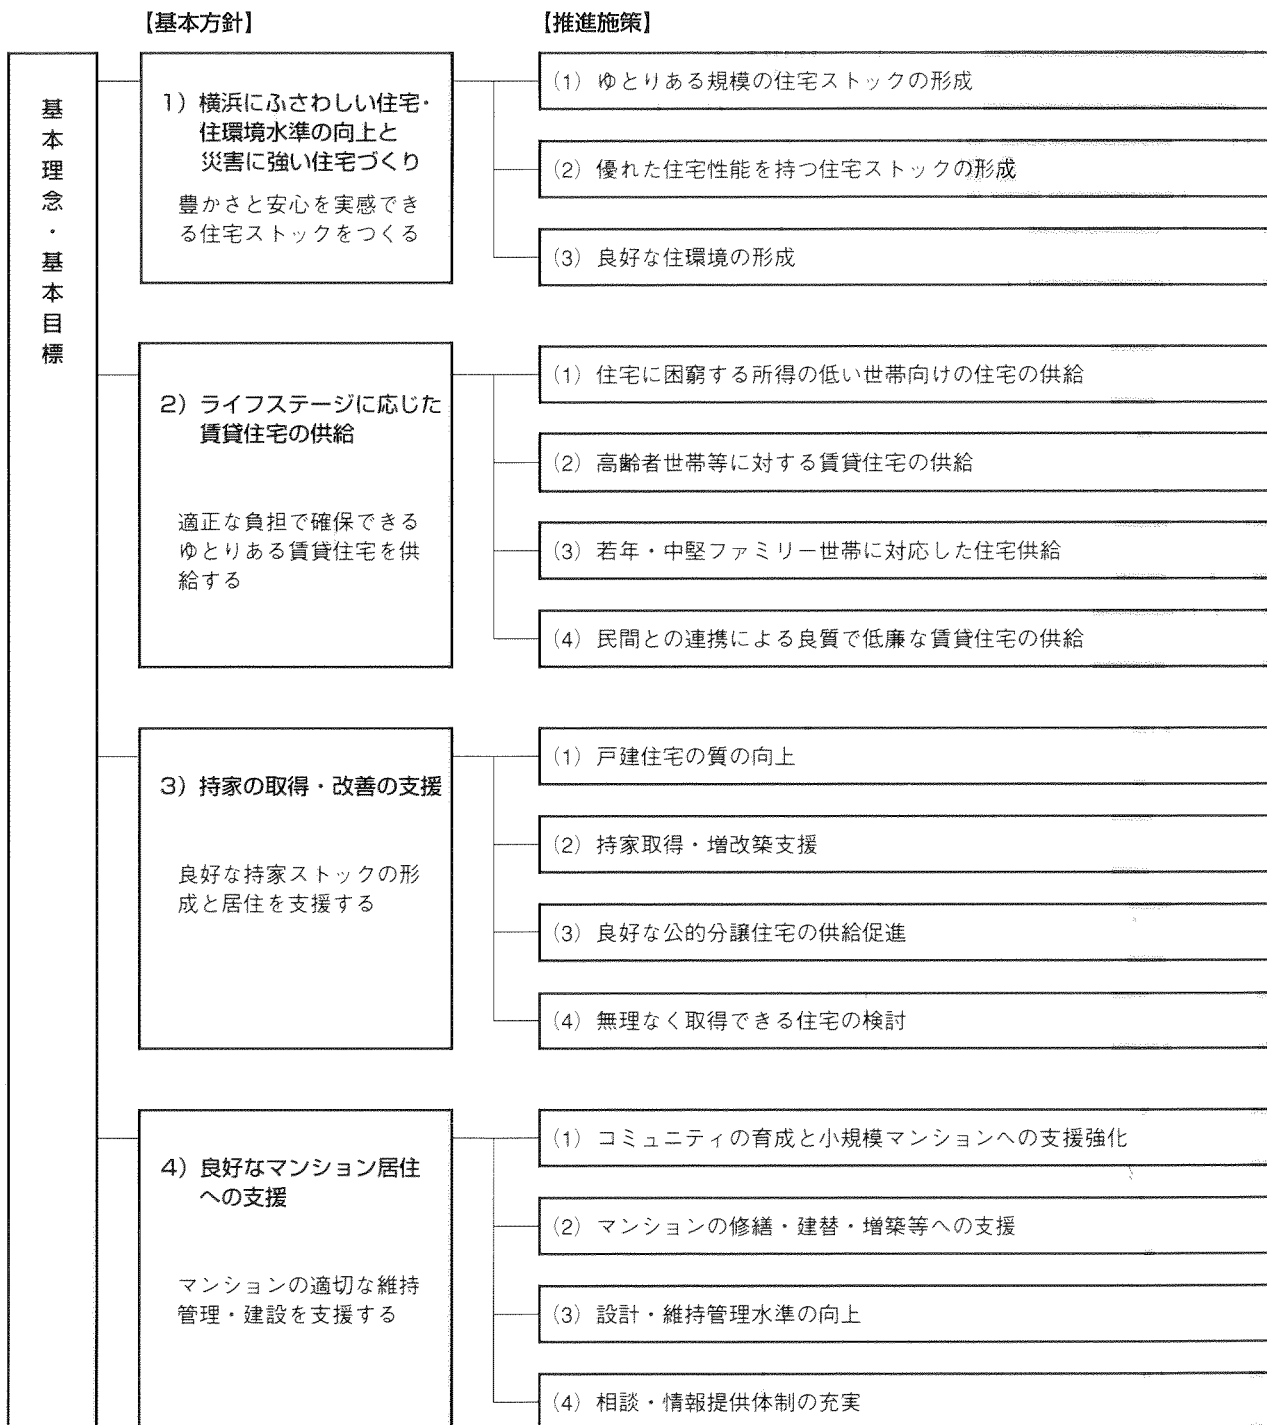 【基本方針】
【推進施策】
基本理念・基本目標
1）横浜にふさわしい住宅・
住環境水準の向上と
災害に強い住宅づくり
豊かさと安心を実感でき
る住宅ストックをつくる
（1）ゆとりある規模の住宅ストックの形成
（2）優れた住宅性能を持つ住宅ストックの形成
（3）良好な住環境の形成
2）ライフステージに応じた
賃貸住宅の供給
適正な負担で確保できる
ゆとりある賃貸住宅を供
給する
（1）住宅に困窮する所得の低い世帯向けの住宅の供給
（2）高齢者世帯等に対する賃貸住宅の供給
（3）若年・中堅ファミリー世帯に対応した住宅供給
（4）民間との連携による良質で低廉な賃貸住宅の供給
3）持家の取得・改善の支援
良好な持家ストックの形
成と居住を支援する
（1）戸建住宅の質の向上
（2）持家取得・増改築支援
（3）良好な公的分譲住宅の供給促進
（4）無理なく取得できる住宅の検討
4）良好なマンション居住
への支援
マンションの適切な維持
管理・建設を支援する
（1）コミュニティの育成と小規模マンションへの支援強化
（2）マンションの修繕・建替・増築等への支援
（3）設計・維持管理水準の向上
（4）相談・情報提供体制の充実